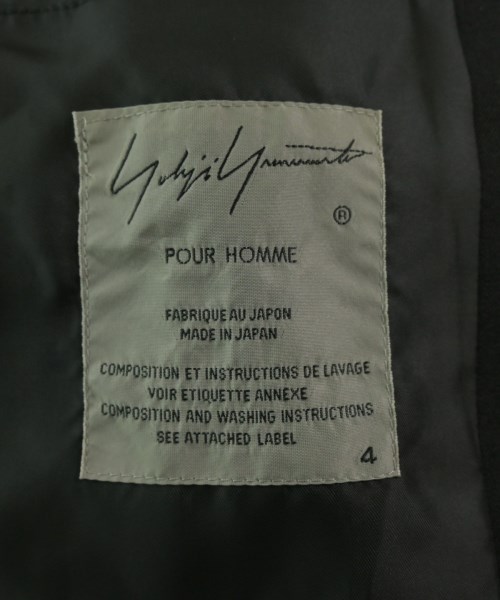 Yohji Yamamoto
®
POUR HOMME
FABRIQUE AU JAPON
MADE IN JAPAN
COMPOSITION ET INSTRUCTIONS DE LAVAGE
VOIR ETIQUETTE ANNEXE
COMPOSITION AND WASHING INSTRUCTIONS
SEE ATTACHED LABEL
4